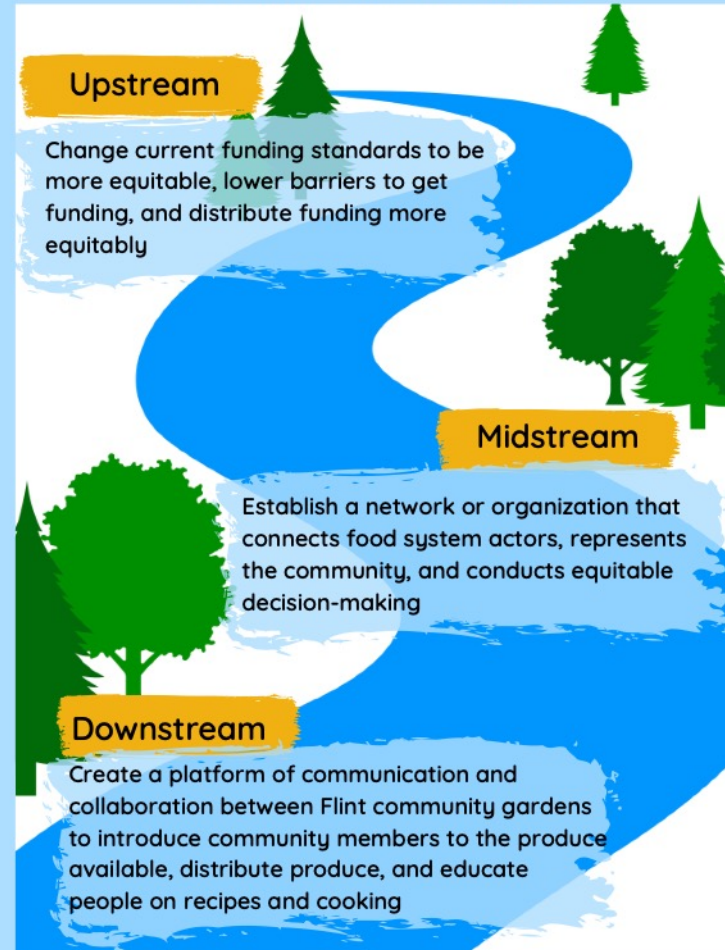 Upstream
Change current funding standards to be
more equitable, lower barriers to get
funding, and distribute funding more
equitably
Midstream
Establish a network or organization that
connects food system actors, represents
the community, and conducts equitable
decision-making
Downstream
Create a platform of communication and
collaboration between Flint community gardens
to introduce community members to the produce
available, distribute produce, and educate
people on recipes and cooking